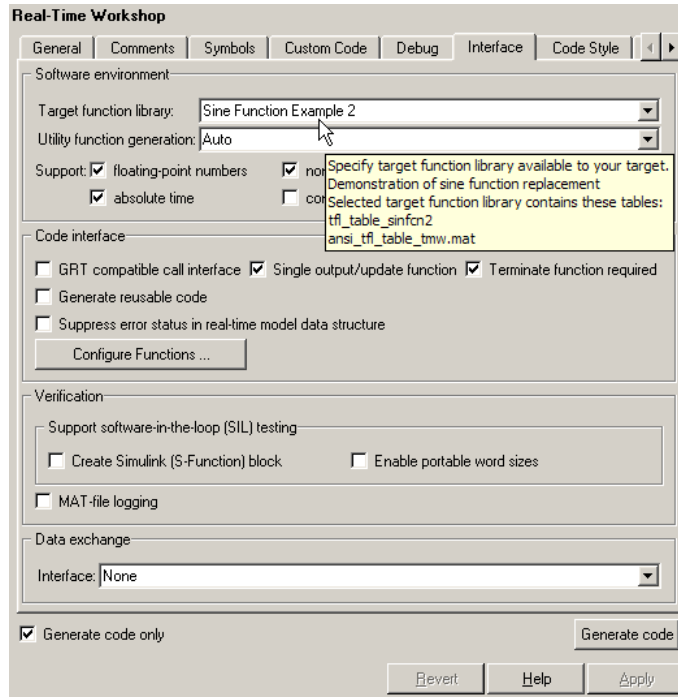 Real-Time Workshop
General Comments Symbols Custom Code Debug Interface Code Style
Software environment
Target function library: Sine Function Example 2
Utility function generation: Auto
Support: floating-point numbers
absolute time
Specify target function library available to your target.
Demonstration of sine function replacement
Selected target function library contains these tables:
tfl_table_sinfcn2
ansi_tfl_table_tmw.mat
Code interface
GRT compatible call interface Single output/update function Terminate function required
Generate reusable code
Suppress error status in real-time model data structure
Configure Functions ...
Verification
Support software-in-the-loop (SIL) testing
Create Simulink (S-Function) block Enable portable word sizes
MAT-file logging
Data exchange
Interface: None
Generate code only Generate code
Revert Help Apply